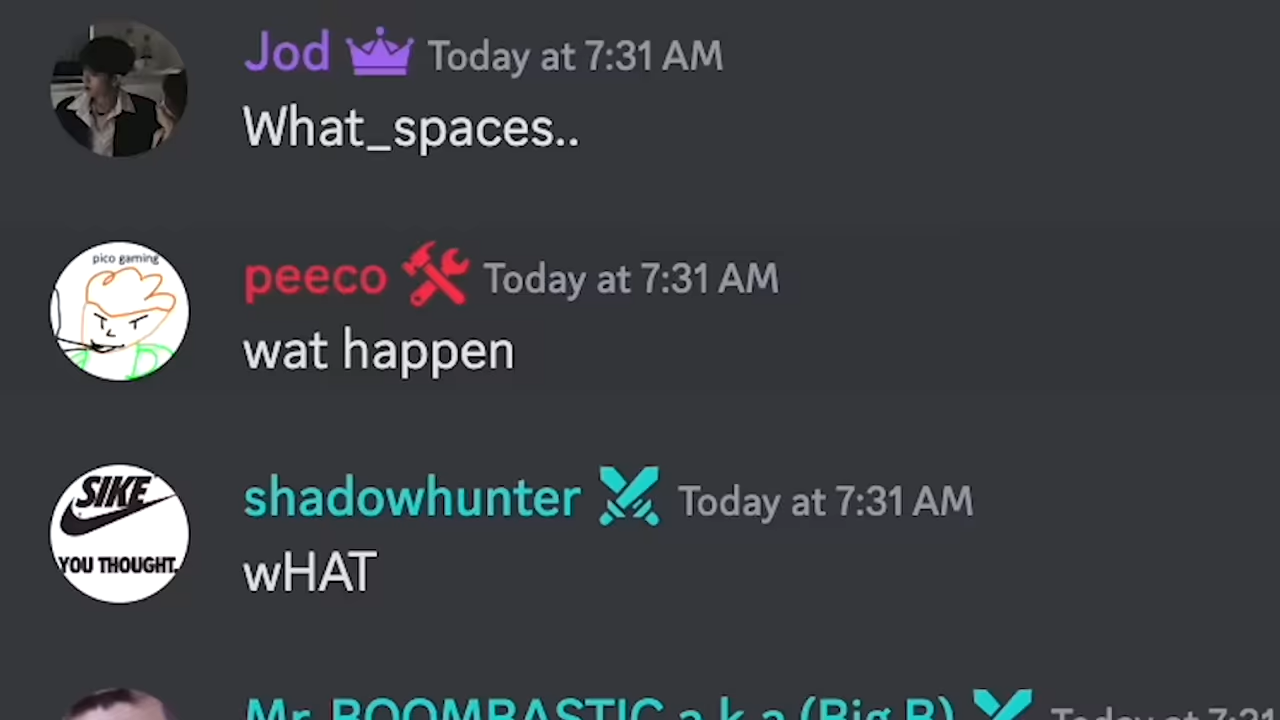 Jod Today at 7:31 AM
What_spaces..
pico gaming
peeco Today at 7:31 AM
wat happen
SIKE
YOU THOUGHT.
shadowhunter Today at 7:31 AM
wHAT
Mr. BOOMBASTIC a.k.a (Big B) Today at 7:31